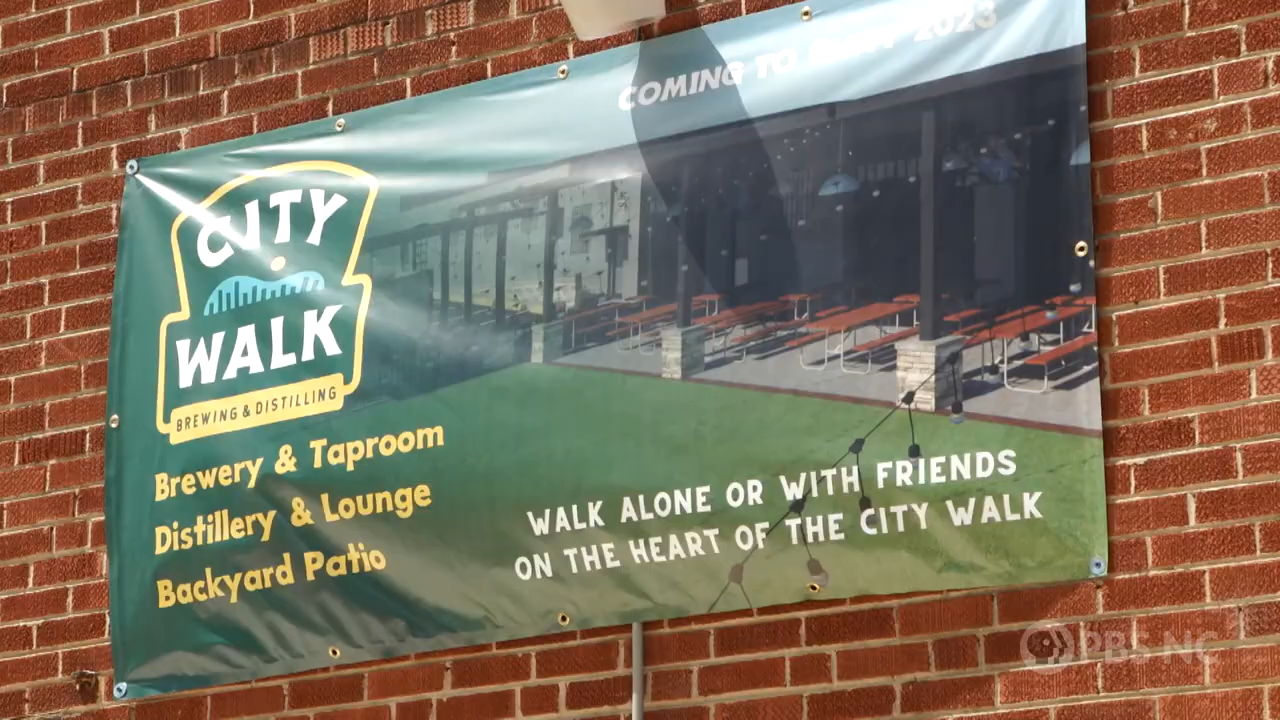 COMING TO 2023
CITY
WALK
BREWING & DISTILLING
Brewery & Taproom
Distillery & Lounge
Backyard Patio
WALK ALONE OR WITH FRIENDS
ON THE HEART OF THE CITY WALK
PBS NC